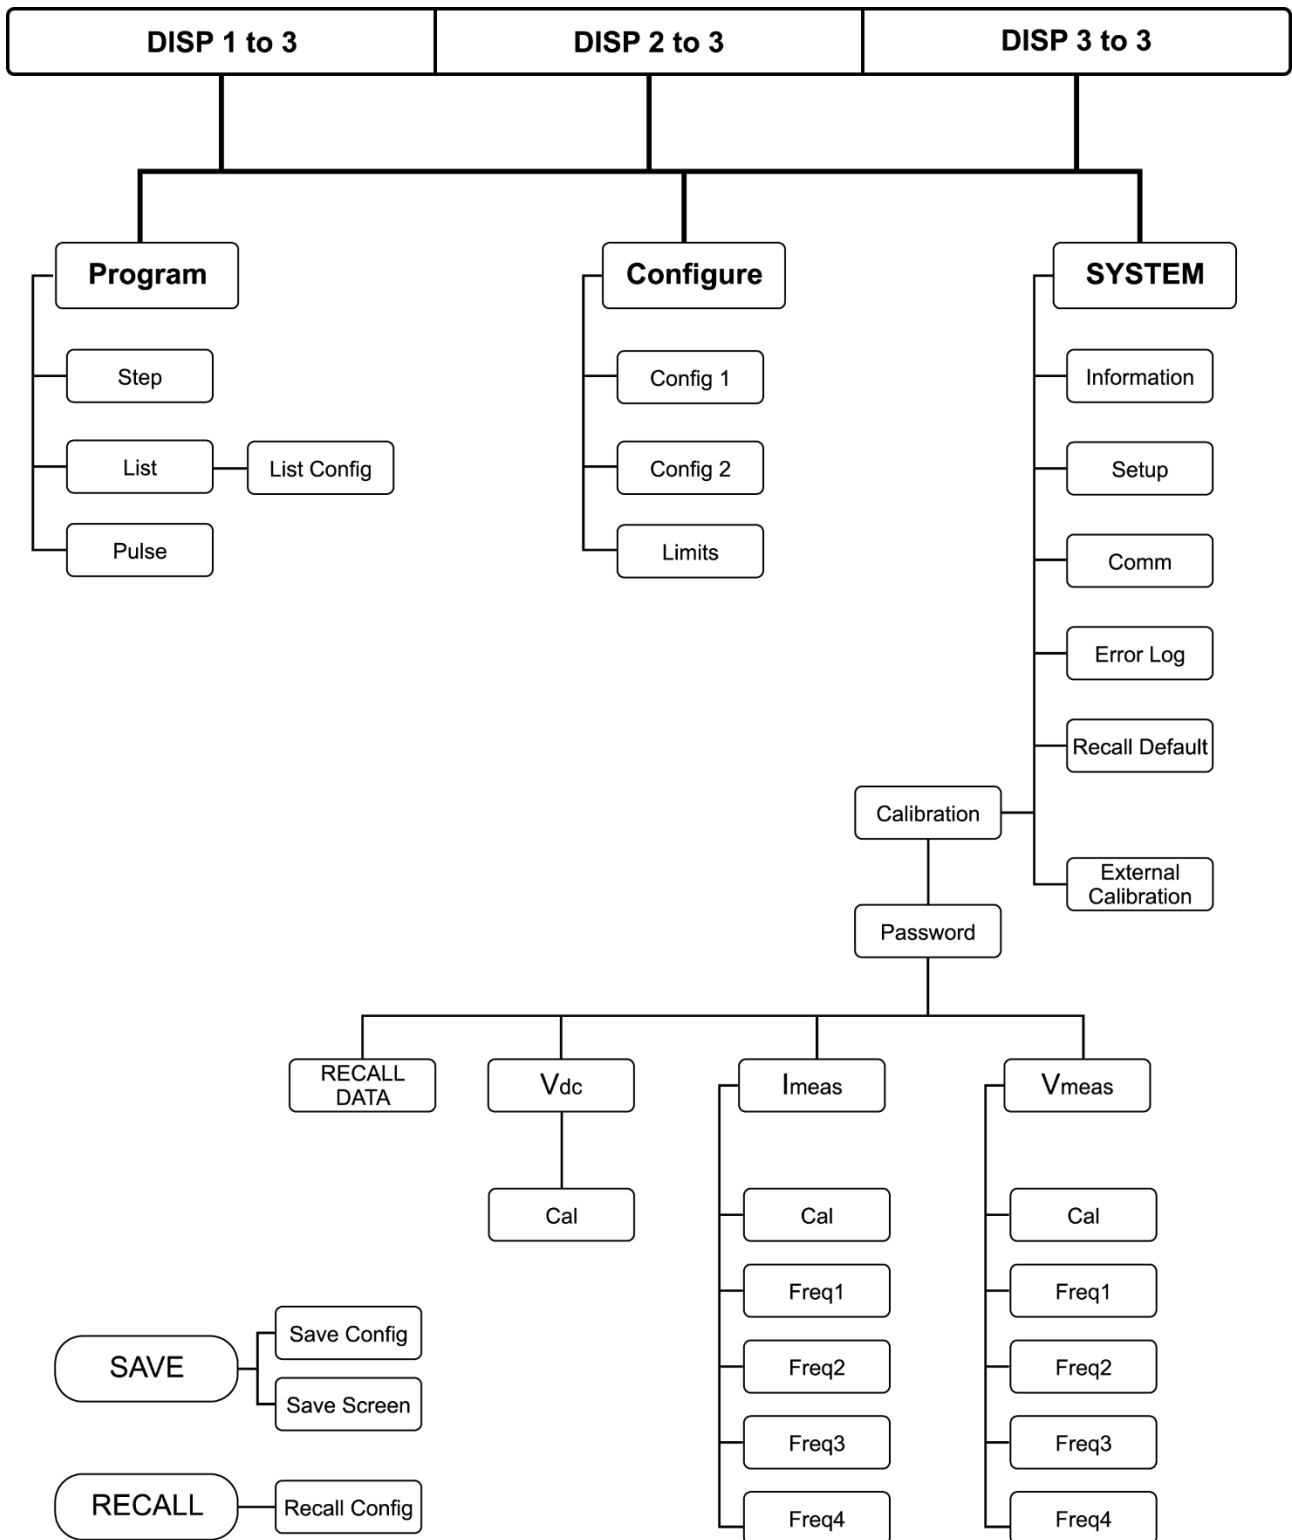 DISP 1 to 3
DISP 2 to 3
DISP 3 to 3
Program
Configure
SYSTEM
Step
List
List Config
Pulse
Config 1
Config 2
Limits
Information
Setup
Comm
Error Log
Recall Default
Calibration
External
Calibration
Password
RECALL
DATA
Vdc
Imeas
Vmeas
Cal
Cal
Freq1
Freq2
Freq3
Freq4
Cal
Freq1
Freq2
Freq3
Freq4
SAVE
Save Config
Save Screen
RECALL
Recall Config